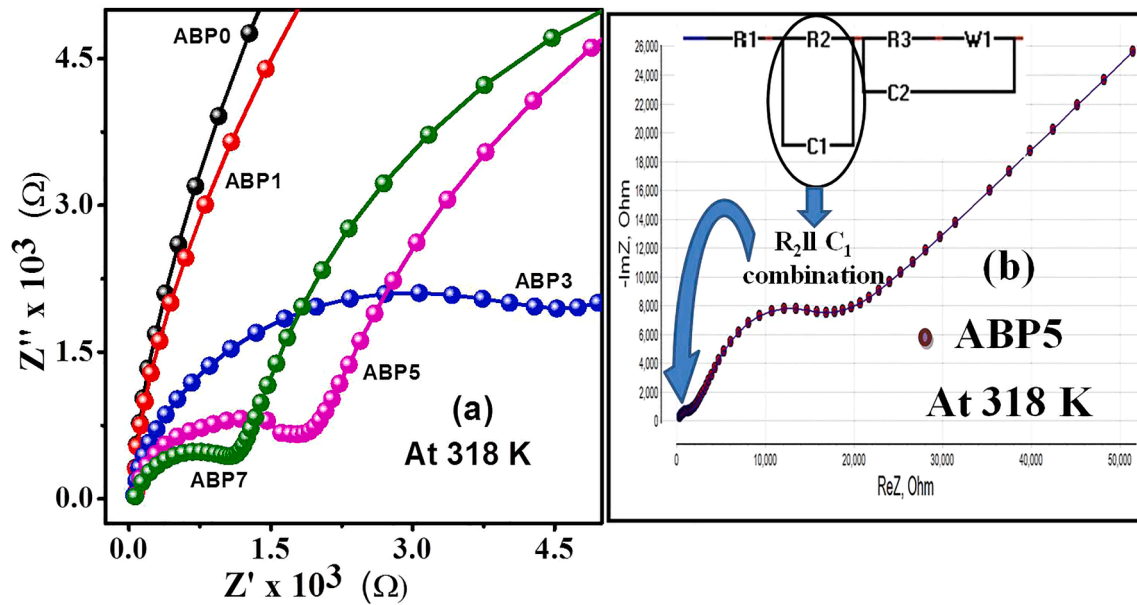 ABP0
ABP1
ABP3
ABP5
ABP7
(a)
At 318 K
4.5
3.0
1.5
0.0
Z'' x 10³ (Ω)
0.0
1.5
3.0
4.5
Z' x 10³ (Ω)
R1
R2
R3
W1
C2
C1
R₂ll C₁
combination
(b)
ABP5
At 318 K
26,000
24,000
22,000
20,000
18,000
16,000
14,000
12,000
10,000
8,000
6,000
4,000
2,000
0
-ImZ, Ohm
0
10,000
20,000
30,000
40,000
50,000
ReZ, Ohm